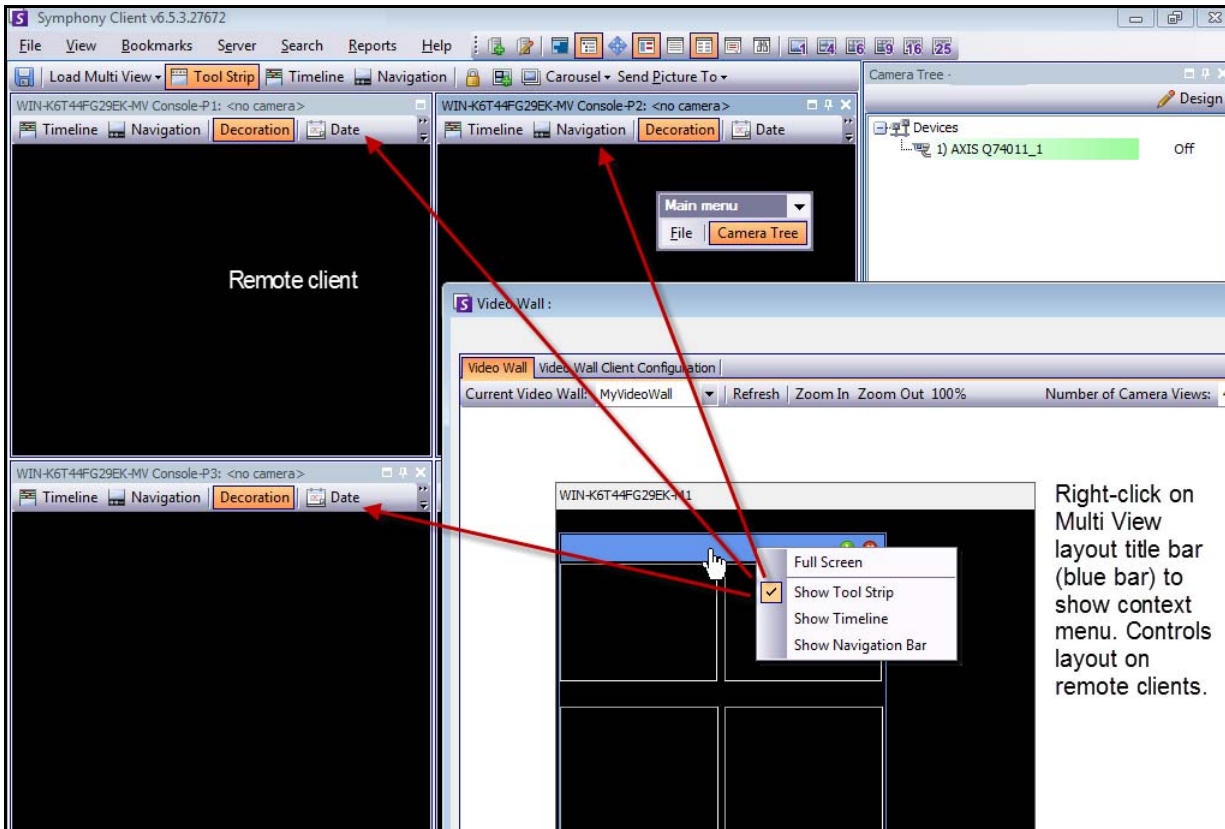 Symphony Client v6.5.3.27672
File View Bookmarks Server Search Reports Help 1 4 6 9 16 25
Load Multi View Tool Strip Timeline Navigation Carousel Send Picture To
Camera Tree -
Design
Devices
1) AXIS Q74011_1 Off
WIN-K6T44FG29EK-MV Console-P1: <no camera>
Timeline Navigation Decoration Date
WIN-K6T44FG29EK-MV Console-P2: <no camera>
Timeline Navigation Decoration Date
Main menu
File Camera Tree
Remote client
WIN-K6T44FG29EK-MV Console-P3: <no camera>
Timeline Navigation Decoration Date
S Video Wall :
Video Wall Video Wall Client Configuration
Current Video Wall: MyVideoWall Refresh Zoom In Zoom Out 100% Number of Camera Views:
WIN-K6T44FG29EK-M1
Full Screen
Show Tool Strip
Show Timeline
Show Navigation Bar
Right-click on
Multi View
layout title bar
(blue bar) to
show context
menu. Controls
layout on
remote clients.